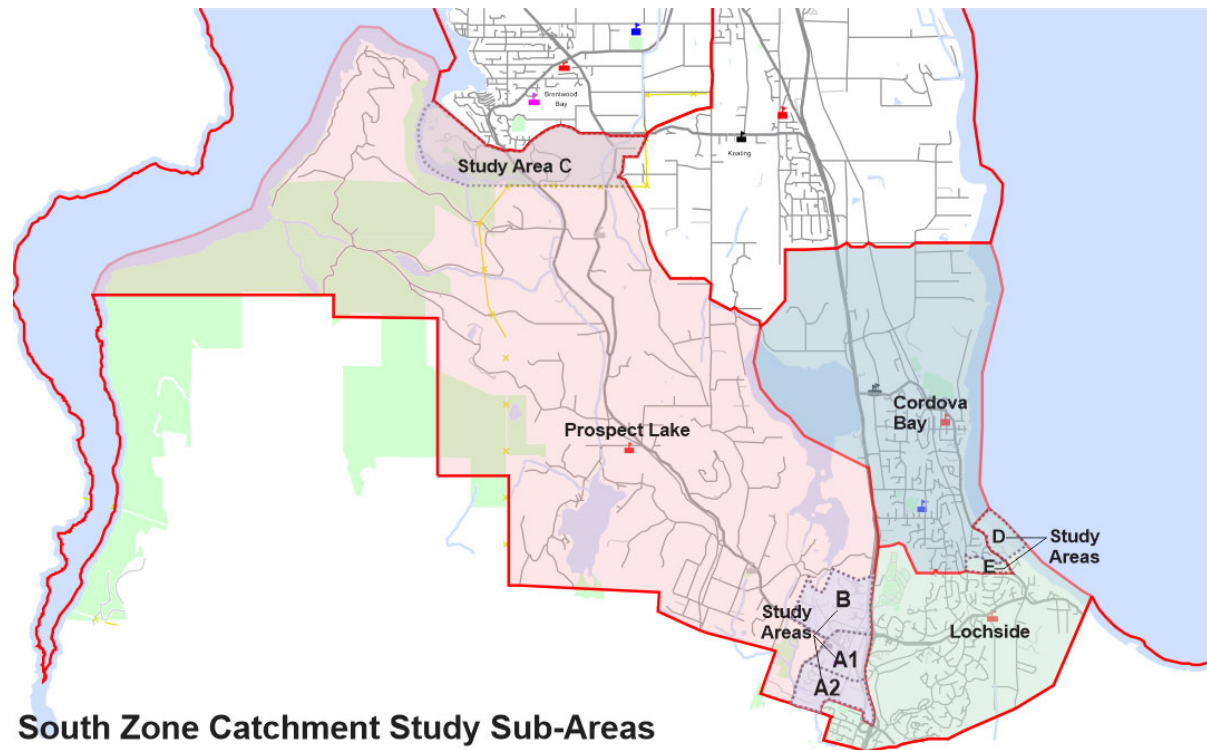 Brentwood
Bay
Keating
Study Area C
Cordova
Bay
Prospect Lake
D
Study
Areas
E
B
Study
Areas
Lochside
A1
A2
South Zone Catchment Study Sub-Areas